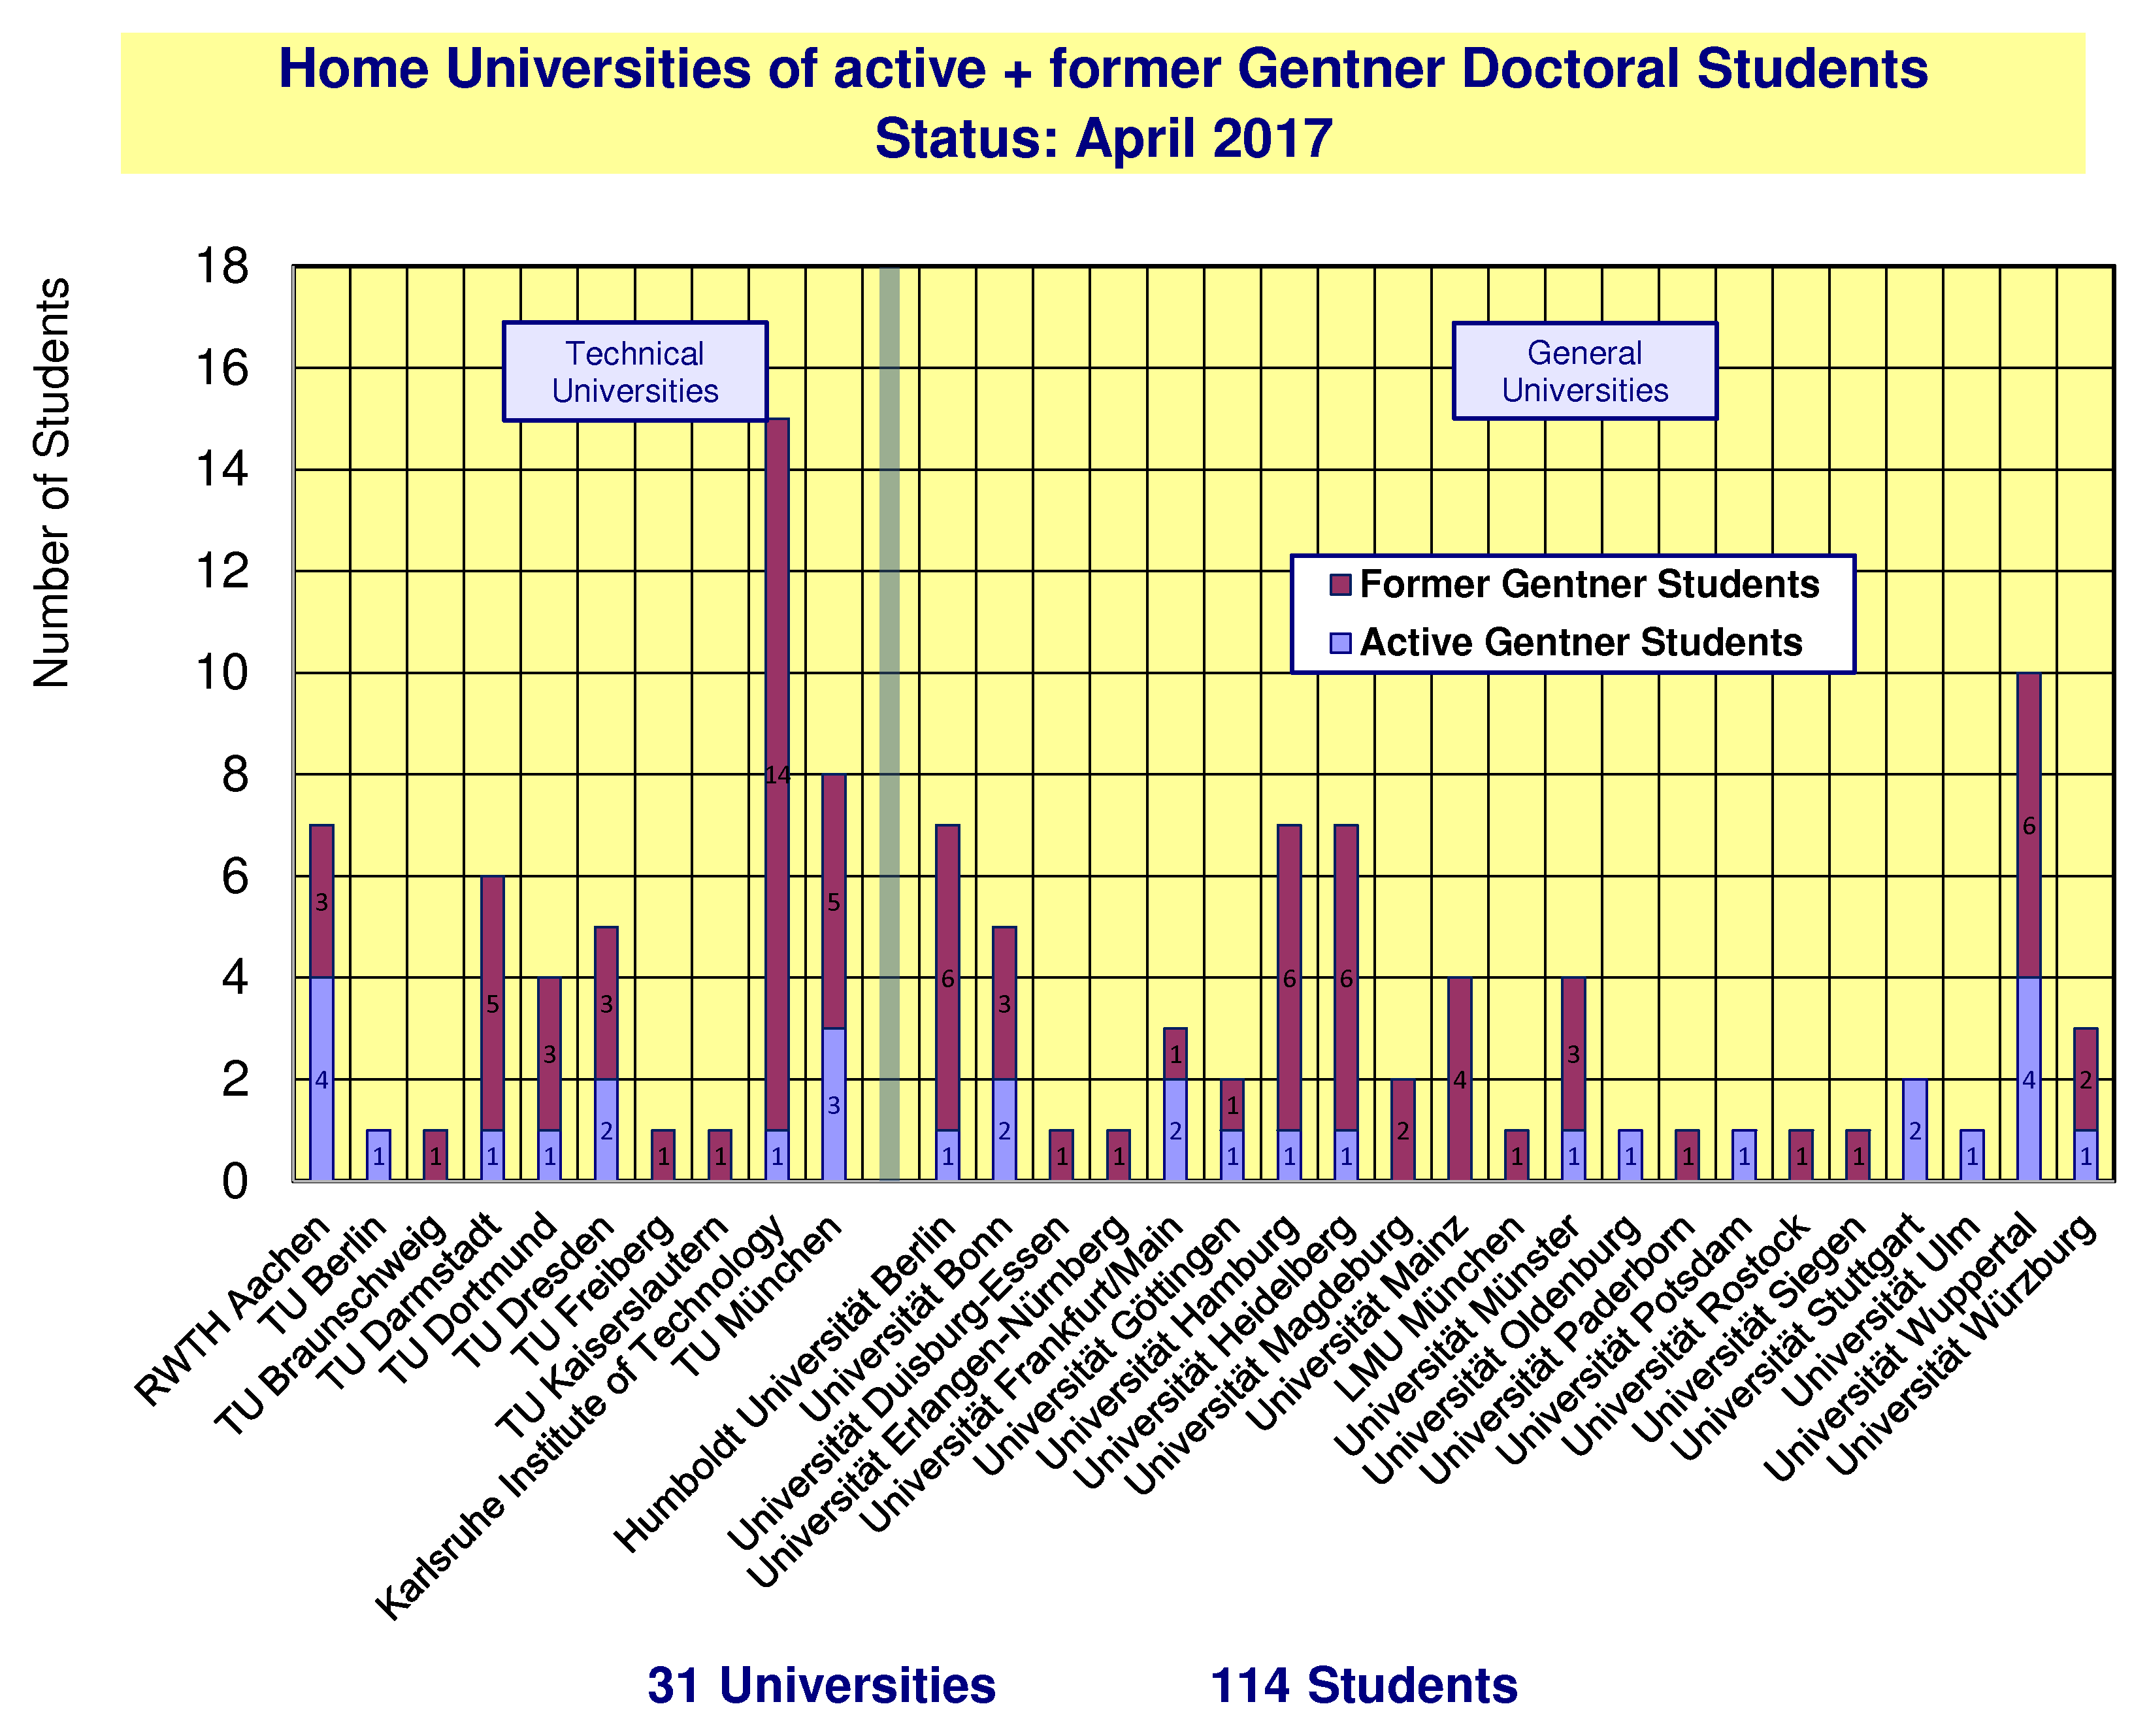 Home Universities of active + former Gentner Doctoral Students
Status: April 2017
Number of Students
18
16
14
12
10
8
6
4
2
0
Technical
Universities
General
Universities
Former Gentner Students
Active Gentner Students
3
4
1
1
5
1
3
1
3
2
1
1
14
1
5
3
6
1
3
2
1
1
1
2
1
1
6
1
6
1
2
4
1
3
1
1
1
1
1
1
2
1
6
4
2
1
RWTH Aachen
TU Berlin
TU Braunschweig
TU Darmstadt
TU Dortmund
TU Dresden
TU Freiberg
TU Kaiserslautern
Karlsruhe Institute of Technology
TU München
Humboldt Universität Berlin
Universität Bonn
Universität Duisburg-Essen
Universität Erlangen-Nürnberg
Universität Frankfurt/Main
Universität Göttingen
Universität Hamburg
Universität Heidelberg
Universität Magdeburg
Universität Mainz
LMU München
Universität Münster
Universität Oldenburg
Universität Paderborn
Universität Potsdam
Universität Rostock
Universität Siegen
Universität Stuttgart
Universität Ulm
Universität Wuppertal
Universität Würzburg
31 Universities
114 Students